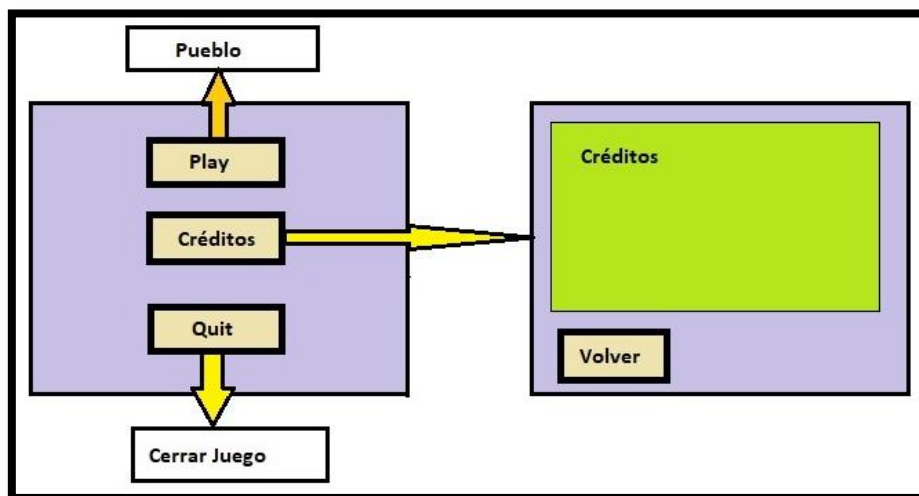 Pueblo
Play
Créditos
Quit
Cerrar Juego
Créditos
Volver